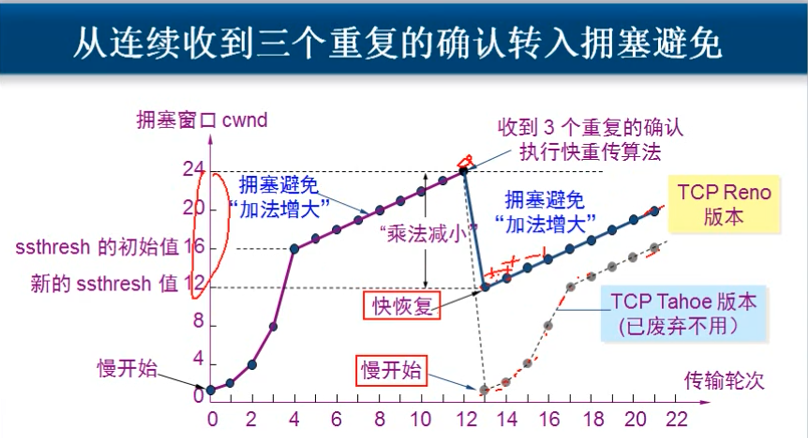 从连续收到三个重复的确认转入拥塞避免
拥塞窗口 cwnd
收到 3 个重复的确认
执行快重传算法
24
拥塞避免
“加法增大”
拥塞避免
“加法增大”
TCP Reno
版本
20
“乘法减小”
ssthresh 的初始值 16
新的 ssthresh 值 12
快恢复
TCP Tahoe 版本
(已废弃不用)
8
4
慢开始
慢开始
传输轮次
0
0 2 4 6 8 10 12 14 16 18 20 22